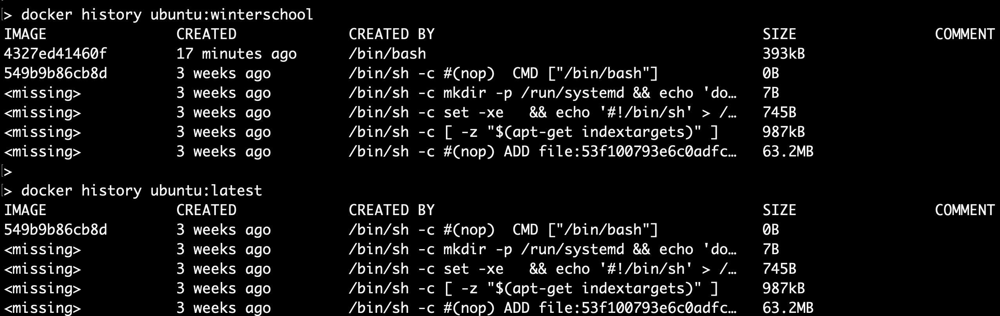 > docker history ubuntu:winterschool
IMAGE CREATED CREATED BY SIZE COMMENT
4327ed41460f 17 minutes ago /bin/bash 393kB
549b9b86cb8d 3 weeks ago /bin/sh -c #(nop)  CMD ["/bin/bash"] 0B
<missing> 3 weeks ago /bin/sh -c mkdir -p /run/systemd && echo 'do… 7B
<missing> 3 weeks ago /bin/sh -c set -xe   && echo '#!/bin/sh' > /… 745B
<missing> 3 weeks ago /bin/sh -c [ -z "$(apt-get indextargets)" ] 987kB
<missing> 3 weeks ago /bin/sh -c #(nop) ADD file:53f100793e6c0adfc… 63.2MB
>
> docker history ubuntu:latest
IMAGE CREATED CREATED BY SIZE COMMENT
549b9b86cb8d 3 weeks ago /bin/sh -c #(nop)  CMD ["/bin/bash"] 0B
<missing> 3 weeks ago /bin/sh -c mkdir -p /run/systemd && echo 'do… 7B
<missing> 3 weeks ago /bin/sh -c set -xe   && echo '#!/bin/sh' > /… 745B
<missing> 3 weeks ago /bin/sh -c [ -z "$(apt-get indextargets)" ] 987kB
<missing> 3 weeks ago /bin/sh -c #(nop) ADD file:53f100793e6c0adfc… 63.2MB